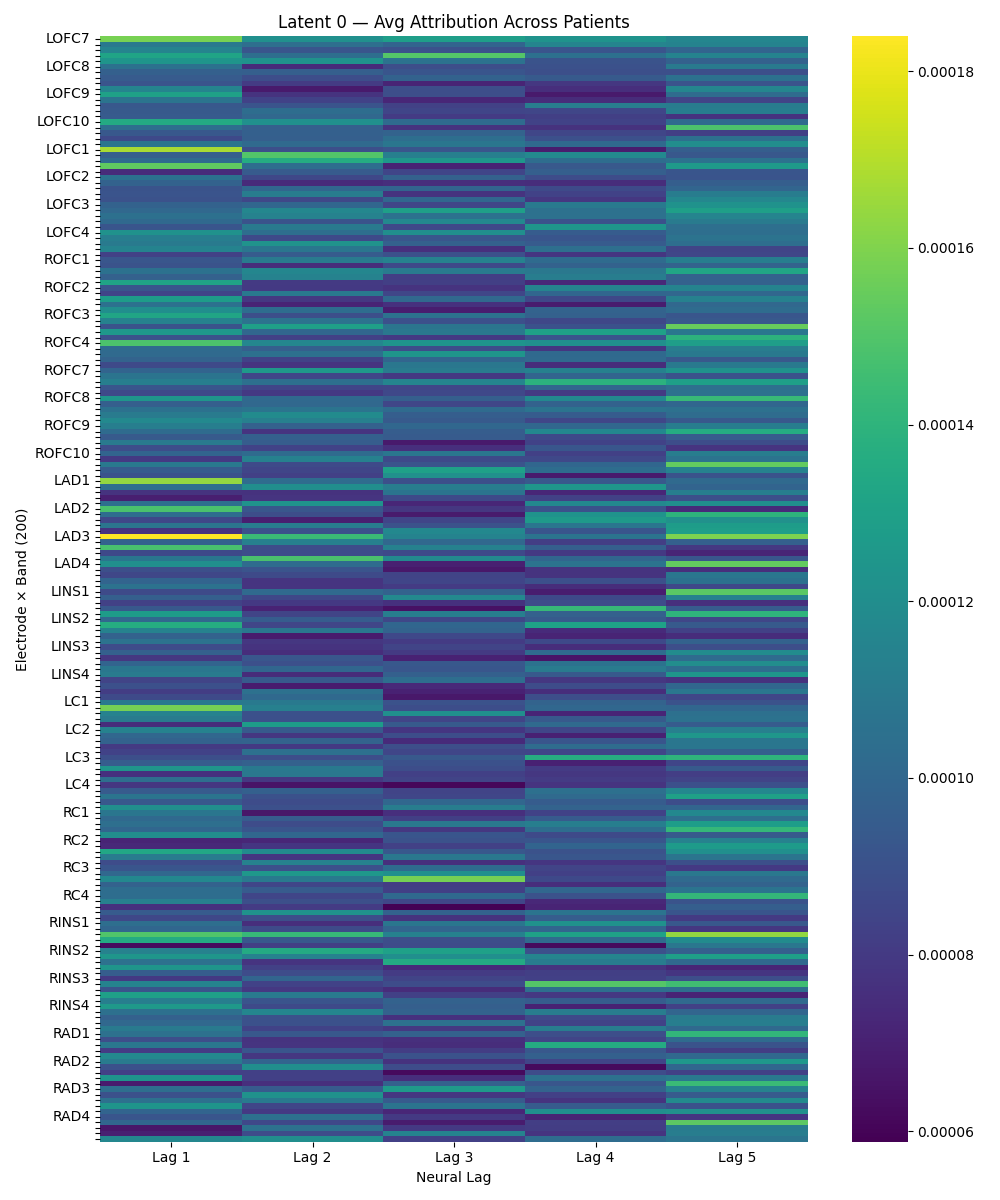 Latent 0 — Avg Attribution Across Patients
Electrode × Band (200)
LOFC7
LOFC8
LOFC9
LOFC10
LOFC1
LOFC2
LOFC3
LOFC4
ROFC1
ROFC2
ROFC3
ROFC4
ROFC7
ROFC8
ROFC9
ROFC10
LAD1
LAD2
LAD3
LAD4
LINS1
LINS2
LINS3
LINS4
LC1
LC2
LC3
LC4
RC1
RC2
RC3
RC4
RINS1
RINS2
RINS3
RINS4
RAD1
RAD2
RAD3
RAD4
Lag 1 Lag 2 Lag 3 Lag 4 Lag 5
Neural Lag
0.00018
0.00016
0.00014
0.00012
0.00010
0.00008
0.00006